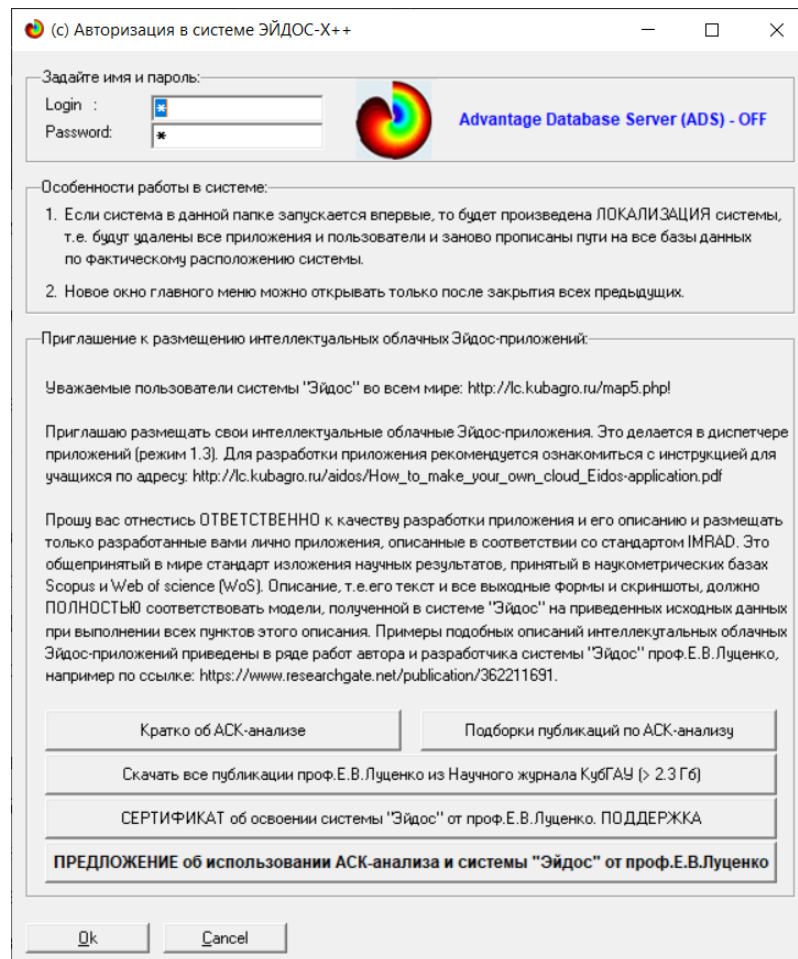 (c) Авторизация в системе ЭЙДОС-X++
Задайте имя и пароль:
Login :
*
Password:
*
Advantage Database Server (ADS) - OFF
Особенности работы в системе:
1. Если система в данной папке запускается впервые, то будет произведена ЛОКАЛИЗАЦИЯ системы,
т.е. будут удалены все приложения и пользователи и заново прописаны пути на все базы данных
по фактическому расположению системы.
2. Новое окно главного меню можно открывать только после закрытия всех предыдущих.
Приглашение к размещению интеллектуальных облачных Эйдос-приложений:
Уважаемые пользователи системы "Эйдос" во всем мире: http://lc.kubagro.ru/map5.php!
Приглашаю размещать свои интеллектуальные облачные Эйдос-приложения. Это делается в диспетчере
приложений (режим 1.3). Для разработки приложения рекомендуется ознакомиться с инструкцией для
учащихся по адресу: http://lc.kubagro.ru/aidos/How_to_make_your_own_cloud_Eidos-application.pdf
Прошу вас отнестись ОТВЕТСТВЕННО к качеству разработки приложения и его описанию и размещать
только разработанные вами лично приложения, описанные в соответствии со стандартом IMRAD. Это
общепринятый в мире стандарт изложения научных результатов, принятый в наукометрических базах
Scopus и Web of science (WoS). Описание, т.е.его текст и все выходные формы и скриншоты, должно
ПОЛНОСТЬЮ соответствовать модели, полученной в системе "Эйдос" на приведенных исходных данных
при выполнении всех пунктов этого описания. Примеры подобных описаний интеллекутальных облачных
Эйдос-приложений приведены в ряде работ автора и разработчика системы "Эйдос" проф.Е.В.Луценко,
например по ссылке: https://www.researchgate.net/publication/362211691.
Кратко об АСК-анализе
Подборки публикаций по АСК-анализу
Скачать все публикации проф.Е.В.Луценко из Научного журнала КубГАУ (> 2.3 Гб)
СЕРТИФИКАТ об освоении системы "Эйдос" от проф.Е.В.Луценко. ПОДДЕРЖКА
ПРЕДЛОЖЕНИЕ об использовании АСК-анализа и системы "Эйдос" от проф.Е.В.Луценко
Ok
Cancel